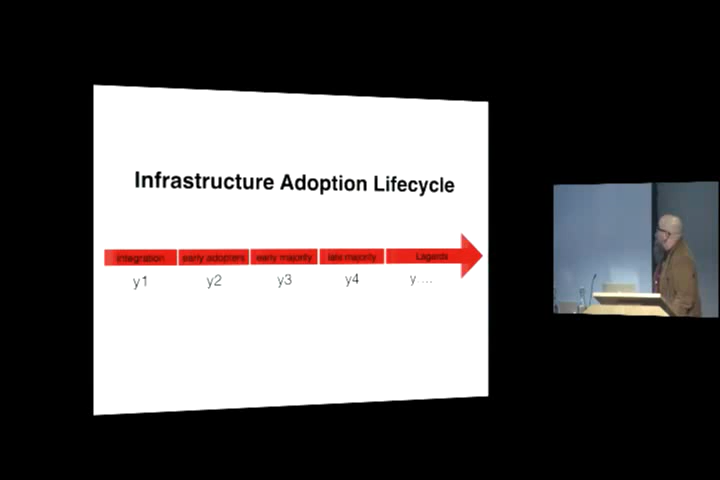 Infrastructure Adoption Lifecycle
integration early adopters early majority late majority Lagards
y1 y2 y3 y4 y ...